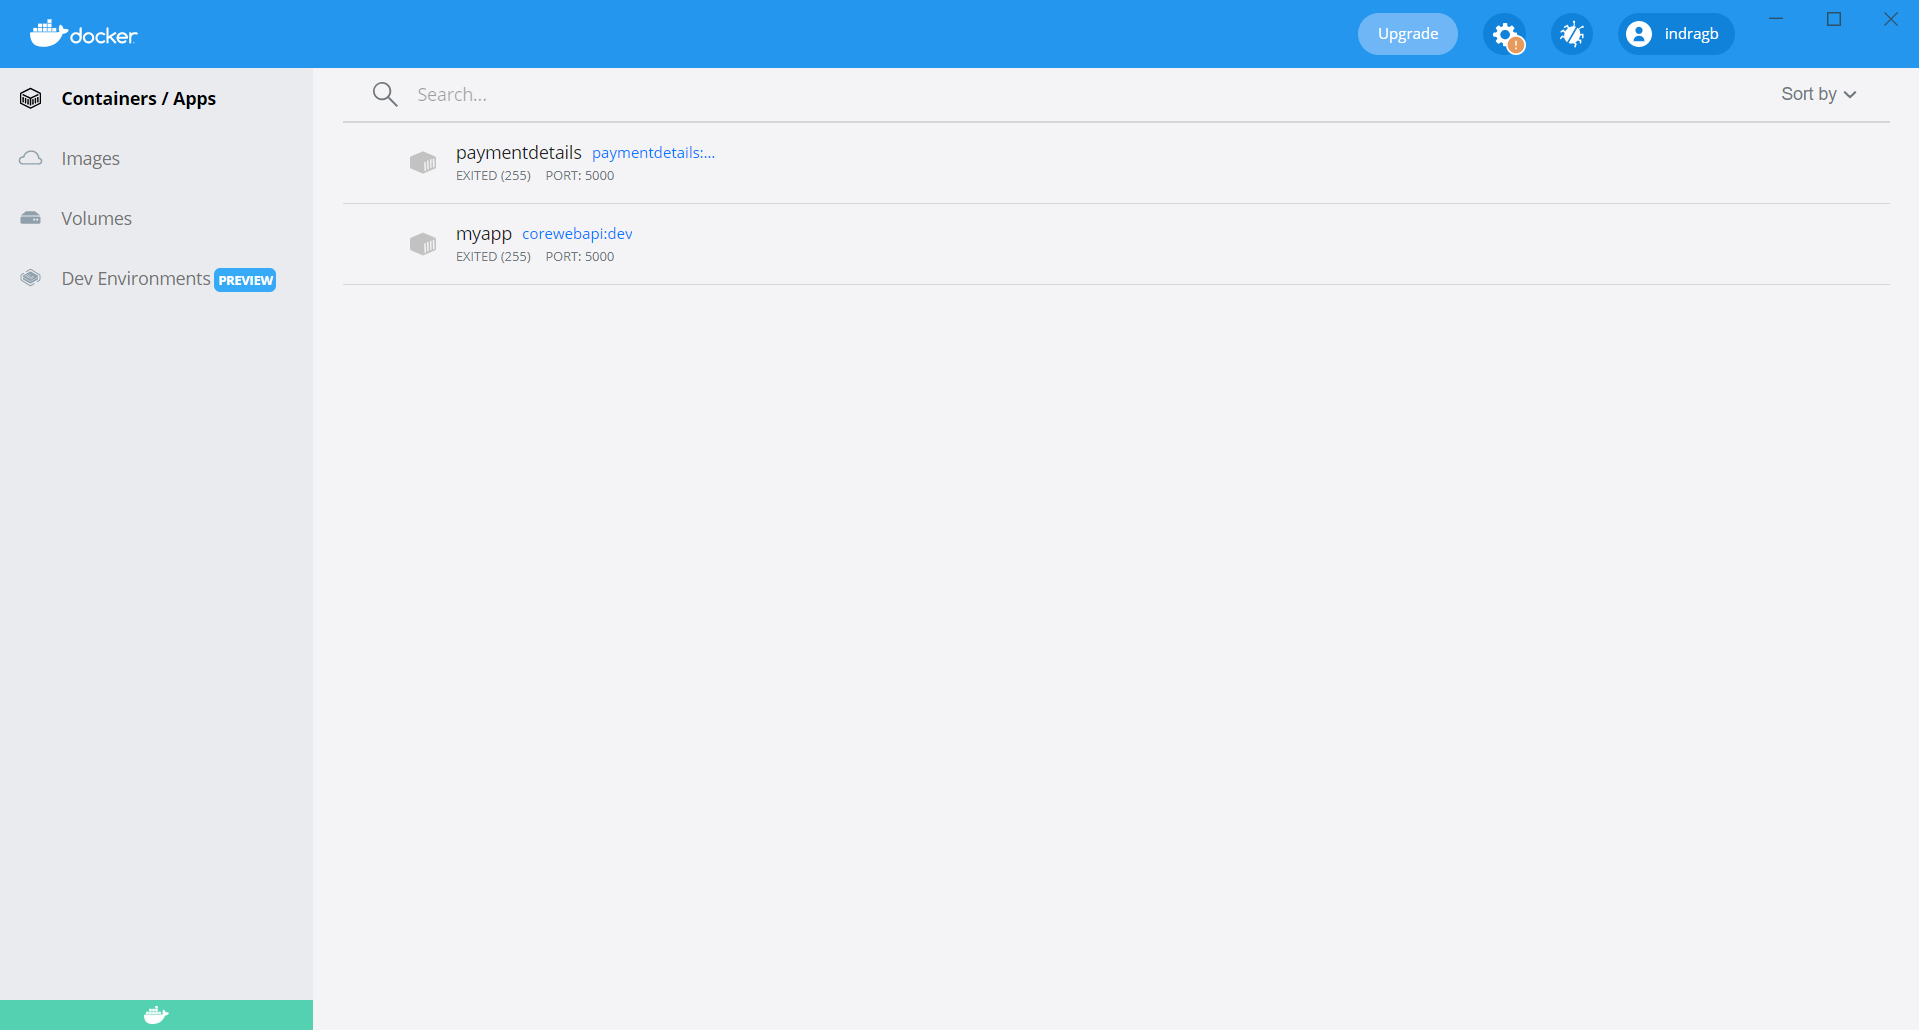 docker
Upgrade
!
indragb
Containers / Apps
Images
Volumes
Dev Environments PREVIEW
Search...
Sort by
paymentdetails paymentdetails:...
EXITED (255) PORT: 5000
myapp corewebapi:dev
EXITED (255) PORT: 5000